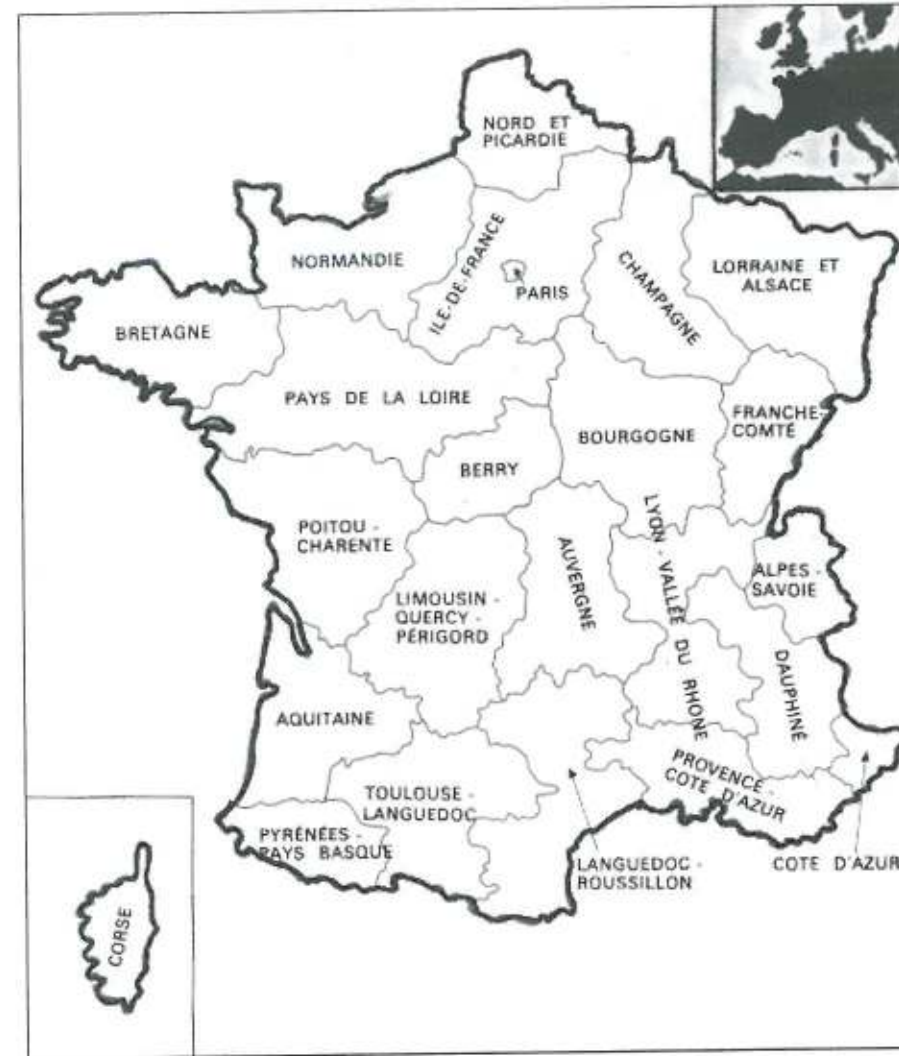 NORD ET
PICARDIE
NORMANDIE
ILE-DE-FRANCE
PARIS
CHAMPAGNE
LORRAINE ET
ALSACE
BRETAGNE
PAYS DE LA LOIRE
BERRY
BOURGOGNE
FRANCHE-
COMTÉ
POITOU -
CHARENTE
LIMOUSIN -
QUERCY -
PÉRIGORD
AUVERGNE
LYON - VALLÉE DU RHONE
ALPES -
SAVOIE
DAUPHINÉ
AQUITAINE
TOULOUSE -
LANGUEDOC
PROVENCE -
COTE D'AZUR
PYRÉNÉES -
PAYS BASQUE
LANGUEDOC -
ROUSSILLON
COTE D'AZUR
CORSE